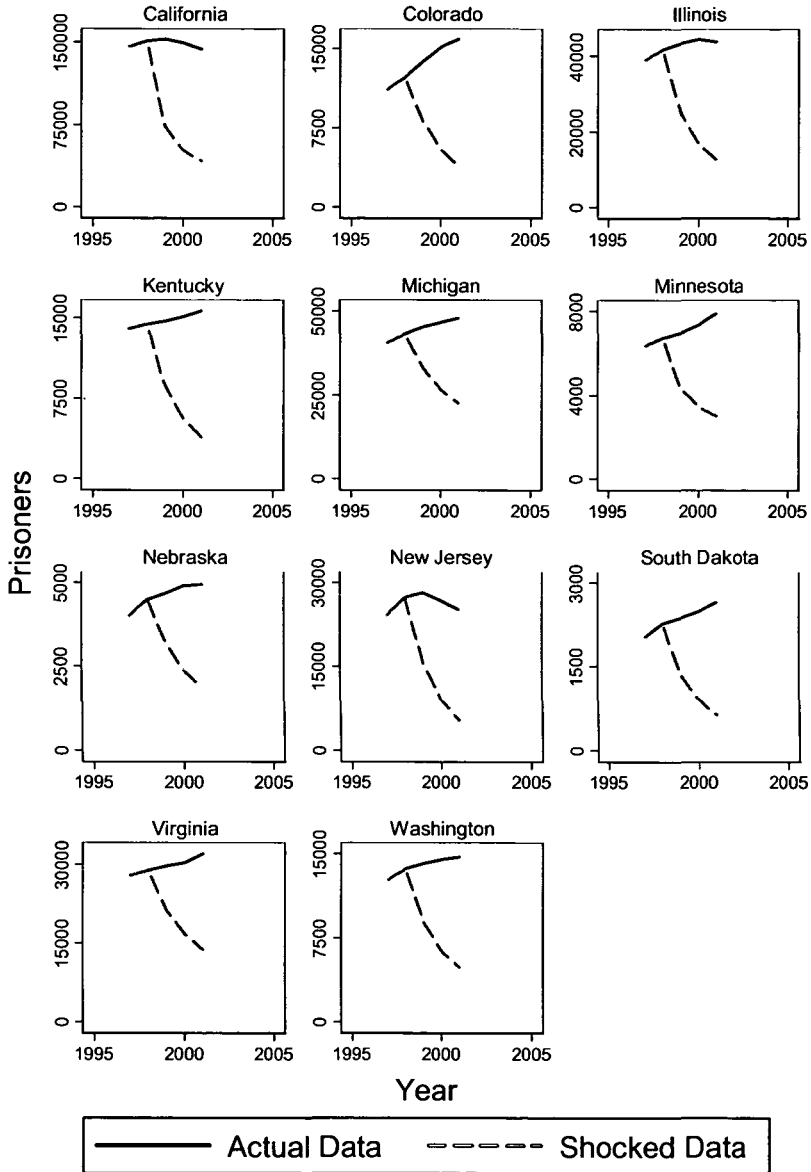 California Colorado Illinois
150000 75000 0
15000 7500 0
40000 20000 0
1995 2000 2005
1995 2000 2005
1995 2000 2005
Kentucky Michigan Minnesota
15000 7500 0
50000 25000 0
8000 4000 0
1995 2000 2005
1995 2000 2005
1995 2000 2005
Prisoners
Nebraska New Jersey South Dakota
5000 2500 0
30000 15000 0
3000 1500 0
1995 2000 2005
1995 2000 2005
1995 2000 2005
Virginia Washington
30000 15000 0
15000 7500 0
1995 2000 2005
1995 2000 2005
Year
Actual Data Shocked Data